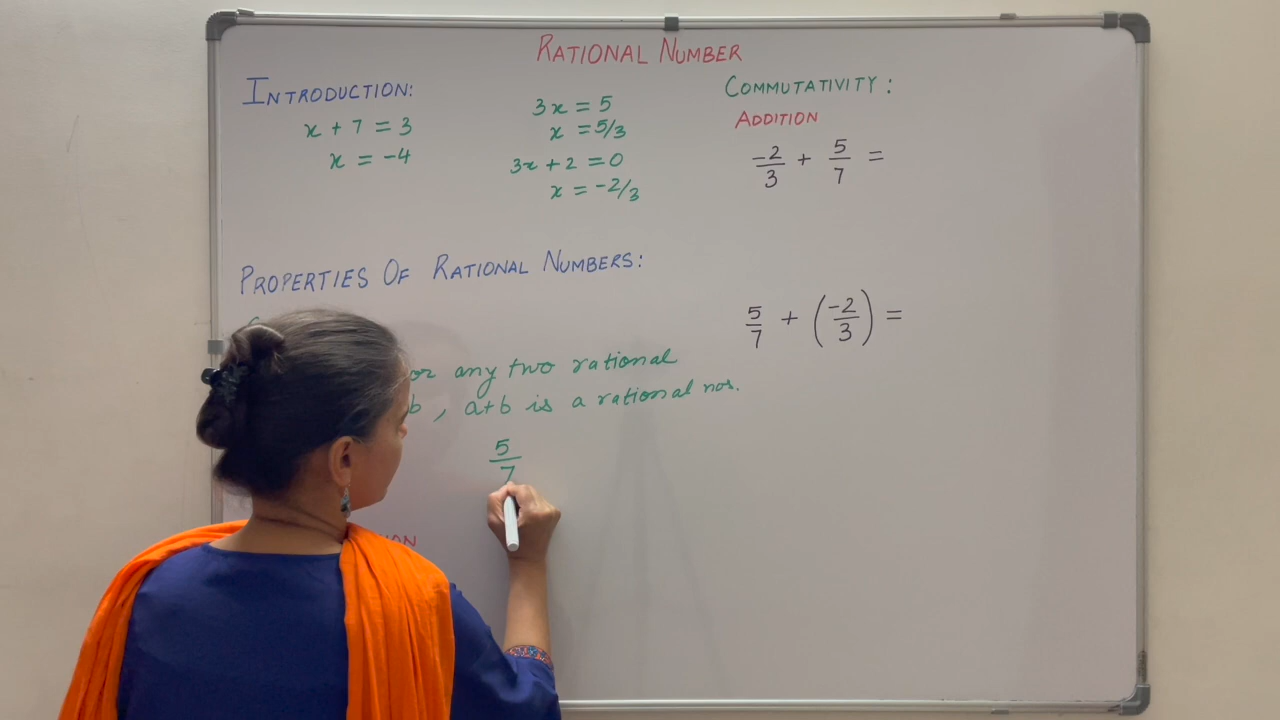 RATIONAL NUMBER
INTRODUCTION:
x + 7 = 3
x = -4
3x = 5
x = 5/3
3x + 2 = 0
x = -2/3
PROPERTIES OF RATIONAL NUMBERS:
any two rational
b , a+b is a rational nos.
5/7
COMMUTATIVITY:
ADDITION
-2/3 + 5/7 =
5/7 + (-2/3) =